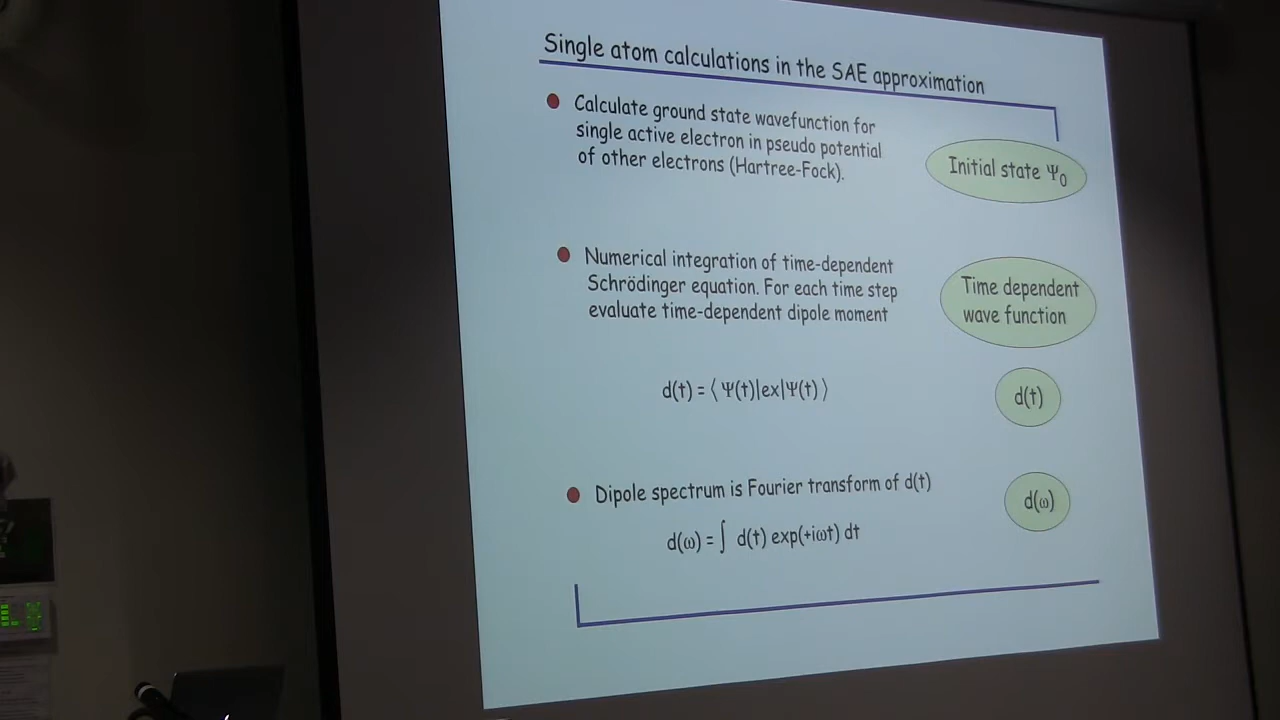 Single atom calculations in the SAE approximation
Calculate ground state wavefunction for
single active electron in pseudo potential
of other electrons (Hartree-Fock).
Initial state Ψ₀
Numerical integration of time-dependent
Schrödinger equation. For each time step
evaluate time-dependent dipole moment
Time dependent
wave function
d(t) = ⟨ Ψ(t)|ex|Ψ(t) ⟩
d(t)
Dipole spectrum is Fourier transform of d(t)
d(ω)
d(ω) = ∫ d(t) exp(+iωt) dt